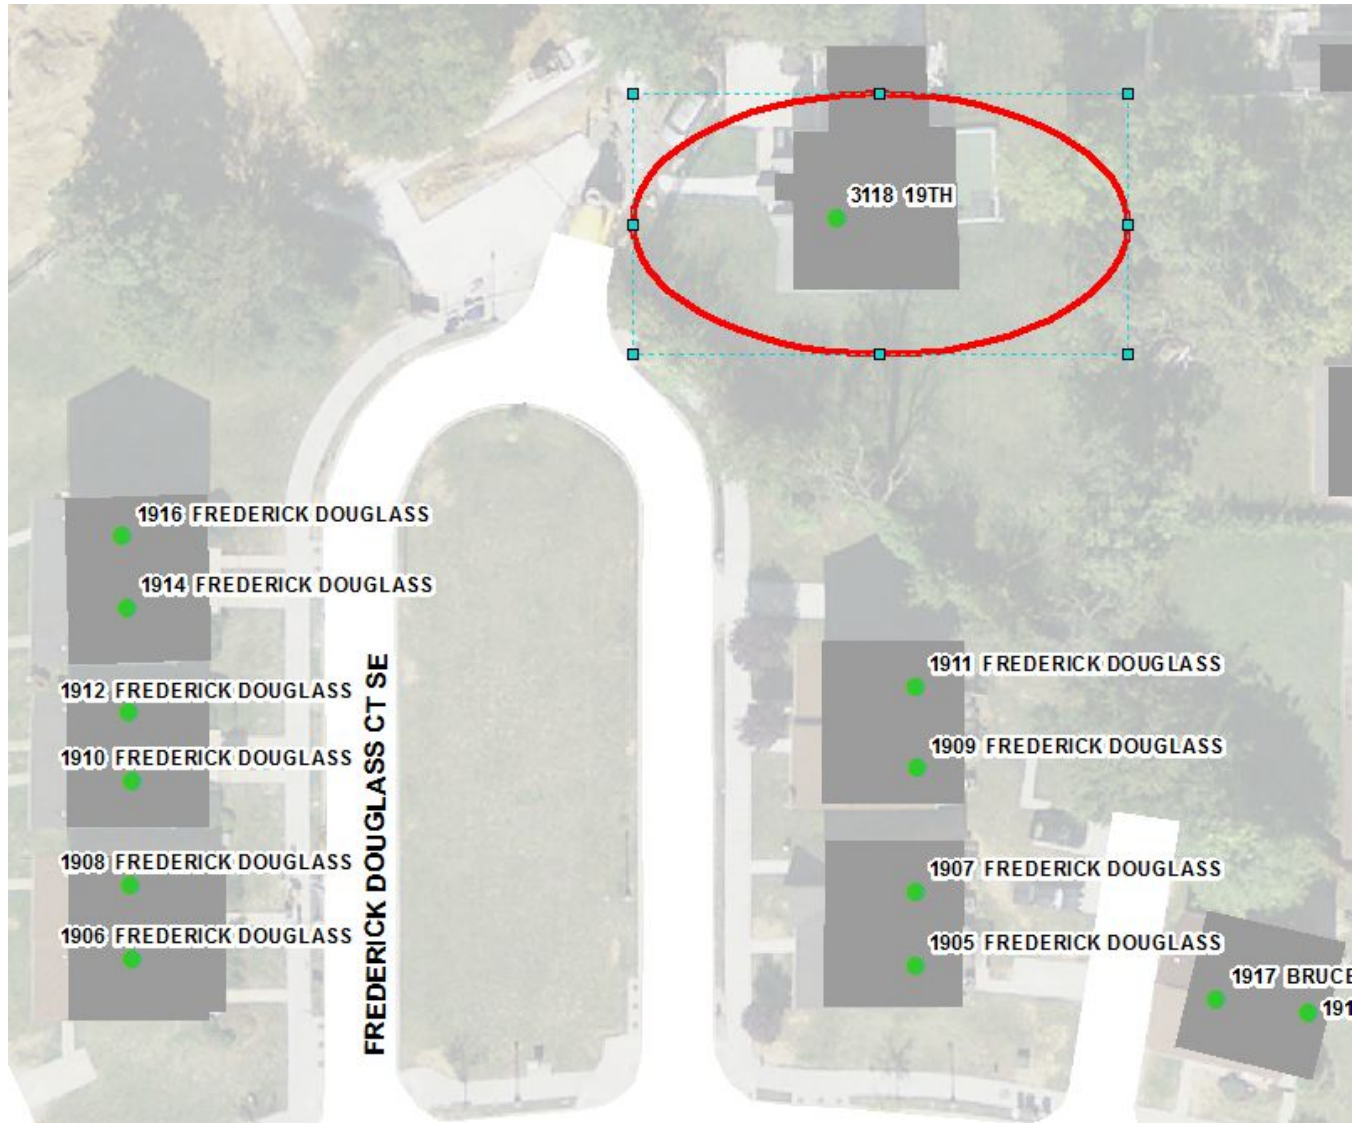 3118 19TH
1916 FREDERICK DOUGLASS
1914 FREDERICK DOUGLASS
1912 FREDERICK DOUGLASS
1910 FREDERICK DOUGLASS
1908 FREDERICK DOUGLASS
1906 FREDERICK DOUGLASS
FREDERICK DOUGLASS CT SE
1911 FREDERICK DOUGLASS
1909 FREDERICK DOUGLASS
1907 FREDERICK DOUGLASS
1905 FREDERICK DOUGLASS
1917 BRUCE